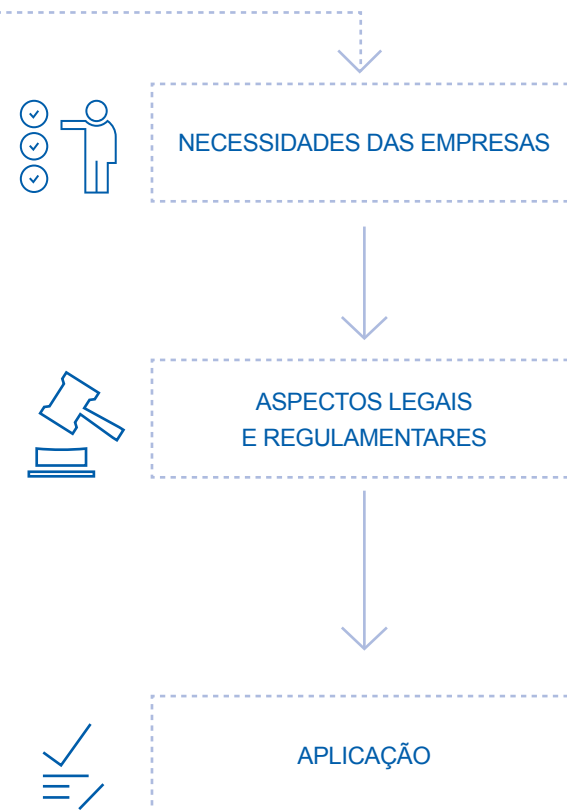 NECESSIDADES DAS EMPRESAS
ASPECTOS LEGAIS
E REGULAMENTARES
APLICAÇÃO